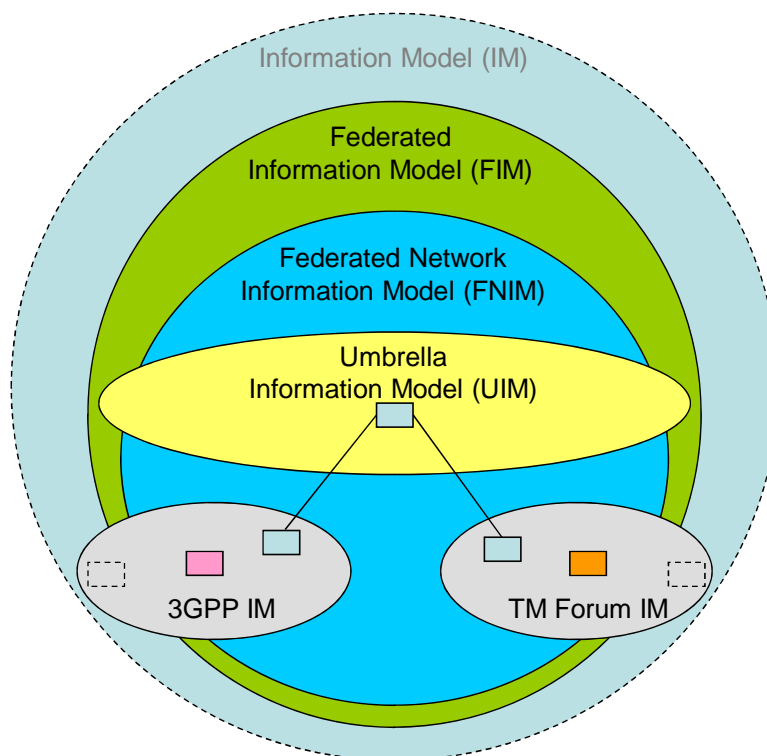 Information Model (IM)
Federated
Information Model (FIM)
Federated Network
Information Model (FNIM)
Umbrella
Information Model (UIM)
3GPP IM
TM Forum IM